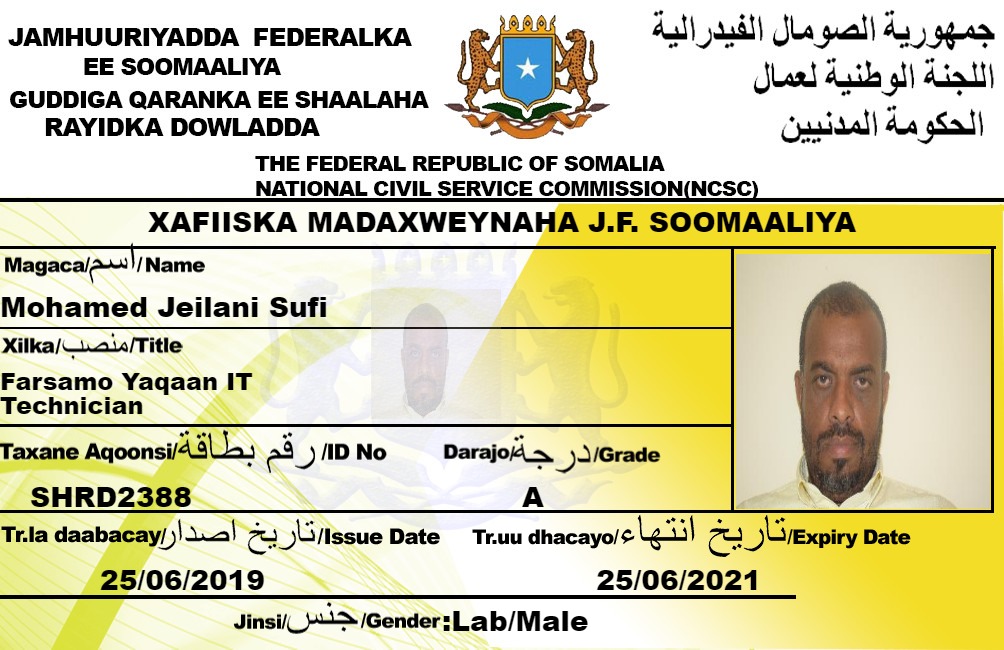 JAMHUURIYADDA FEDERALKA
EE SOOMAALIYA
GUDDIGA QARANKA EE SHAALAHA
RAYIDKA DOWLADDA
جمهورية الصومال الفيدرالية
اللجنة الوطنية لعمال
الحكومة المدنيين
THE FEDERAL REPUBLIC OF SOMALIA
NATIONAL CIVIL SERVICE COMMISSION(NCSC)
XAFIISKA MADAXWEYNAHA J.F. SOOMAALIYA
Magaca/اسم/Name
Mohamed Jeilani Sufi
Xilka/منصب/Title
Farsamo Yaqaan IT
Technician
Taxane Aqoonsi/رقم بطاقة/ID No
SHRD2388
Darajo/درجة/Grade
A
Tr.la daabacay/تاريخ اصدار/Issue Date
25/06/2019
Tr.uu dhacayo/تاريخ انتهاء/Expiry Date
25/06/2021
Jinsi/جنس/Gender:Lab/Male